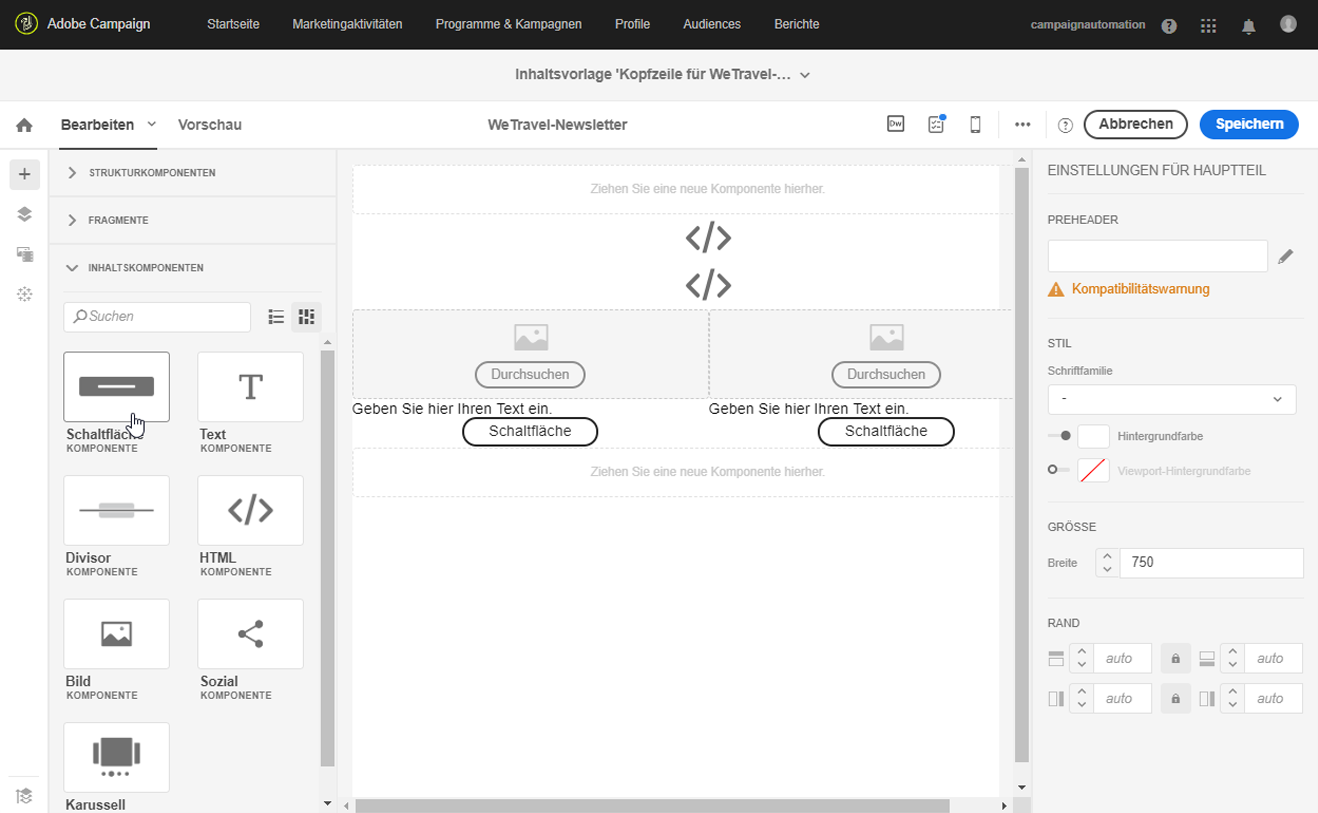 Adobe Campaign Startseite Marketingaktivitäten Programme & Kampagnen Profile Audiences Berichte campaignautomation
Inhaltsvorlage 'Kopfzeile für WeTravel-...
Bearbeiten Vorschau WeTravel-Newsletter Dw Abbrechen Speichern
STRUKTURKOMPONENTEN
FRAGMENTE
INHALTSKOMPONENTEN
Suchen
Schaltfläche
KOMPONENTE
Text
KOMPONENTE
Divisor
KOMPONENTE
HTML
KOMPONENTE
Bild
KOMPONENTE
Sozial
KOMPONENTE
Karussell
Ziehen Sie eine neue Komponente hierher.
Durchsuchen Durchsuchen
Geben Sie hier Ihren Text ein. Geben Sie hier Ihren Text ein.
Schaltfläche Schaltfläche
Ziehen Sie eine neue Komponente hierher.
EINSTELLUNGEN FÜR HAUPTTEIL
PREHEADER
Kompatibilitätswarnung
STIL
Schriftfamilie
-
Hintergrundfarbe
Viewport-Hintergrundfarbe
GRÖSSE
Breite 750
RAND
auto auto
auto auto